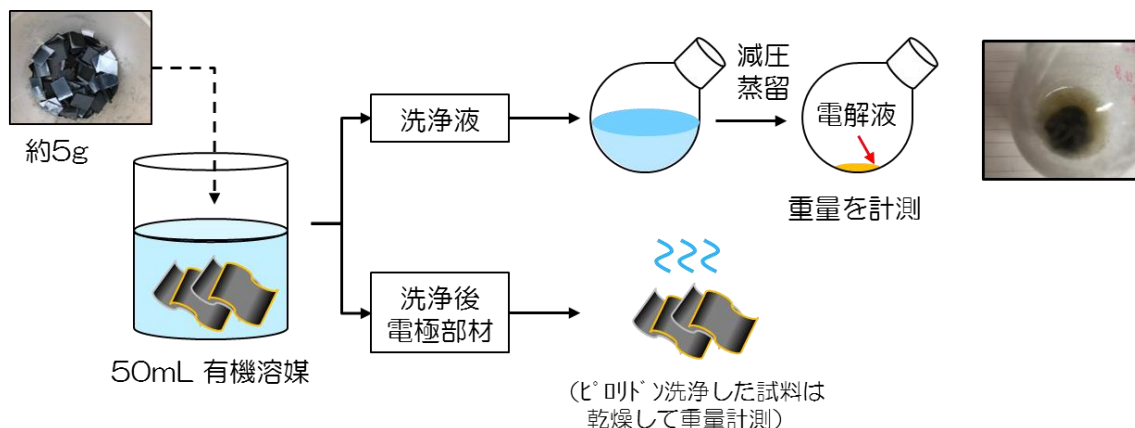 約5g
50mL 有機溶媒
洗浄液
減圧
蒸留
電解液
重量を計測
洗浄後
電極部材
(ﾋﾟﾛﾘﾄﾞﾝ洗浄した試料は
乾燥して重量計測)